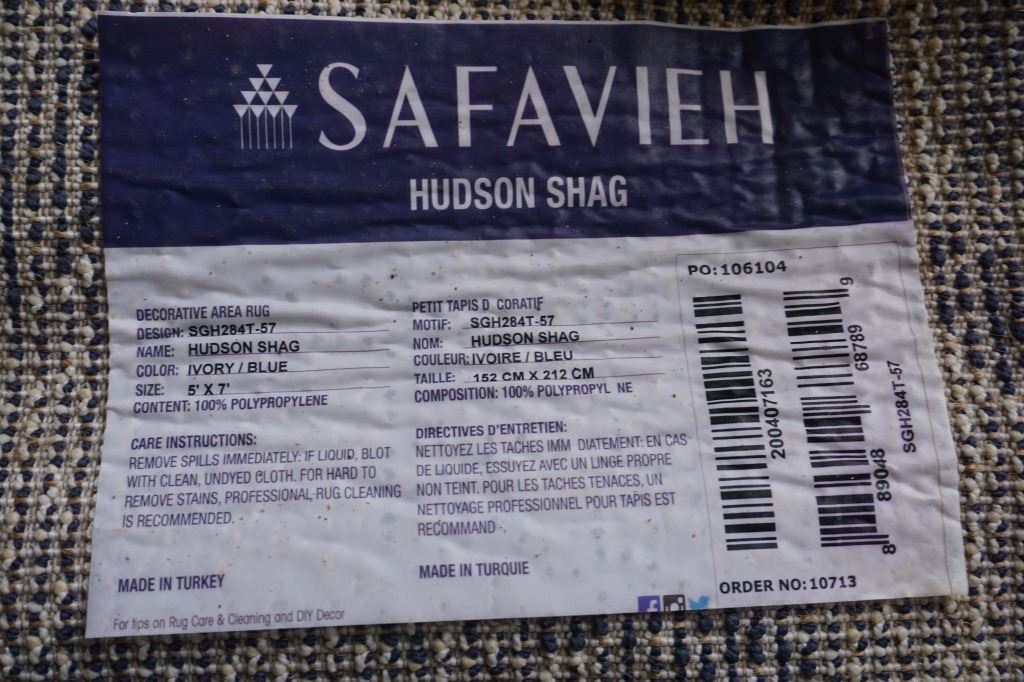 SAFAVIEH
HUDSON SHAG
DECORATIVE AREA RUG
DESIGN: SGH284T-57
NAME: HUDSON SHAG
COLOR: IVORY / BLUE
SIZE: 5' X 7'
CONTENT: 100% POLYPROPYLENE
CARE INSTRUCTIONS:
REMOVE SPILLS IMMEDIATELY: IF LIQUID, BLOT
WITH CLEAN, UNDYED CLOTH. FOR HARD TO
REMOVE STAINS, PROFESSIONAL RUG CLEANING
IS RECOMMENDED.
MADE IN TURKEY
For tips on Rug Care & Cleaning and DIY Decor
PETIT TAPIS D CORATIF
MOTIF: SGH284T-57
NOM: HUDSON SHAG
COULEUR: IVOIRE / BLEU
TAILLE: 152 CM X 212 CM
COMPOSITION: 100% POLYPROPYL NE
DIRECTIVES D'ENTRETIEN:
NETTOYEZ LES TACHES IMM DIATEMENT: EN CAS
DE LIQUIDE, ESSUYEZ AVEC UN LINGE PROPRE
NON TEINT. POUR LES TACHES TENACES, UN
NETTOYAGE PROFESSIONNEL POUR TAPIS EST
RECOMMAND .
MADE IN TURQUIE
PO: 106104
200407163
8 89048 68789 9
SGH284T-57
ORDER NO: 10713